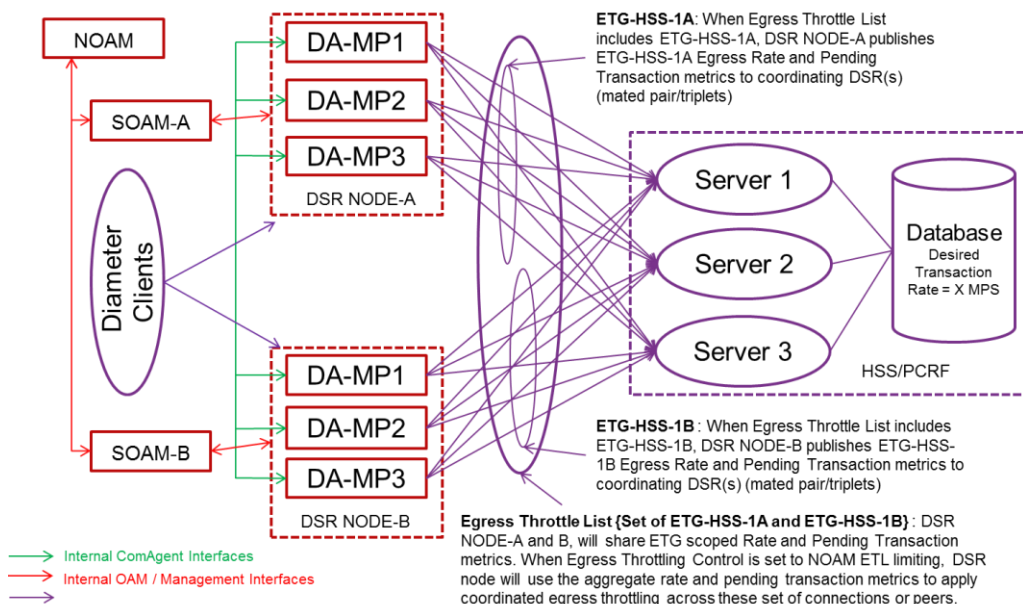 NOAM
SOAM-A
Diameter
Clients
SOAM-B
DA-MP1
DA-MP2
DA-MP3
DSR NODE-A
DA-MP1
DA-MP2
DA-MP3
DSR NODE-B
ETG-HSS-1A: When Egress Throttle List
includes ETG-HSS-1A, DSR NODE-A publishes
ETG-HSS-1A Egress Rate and Pending
Transaction metrics to coordinating DSR(s)
(mated pair/triplets)
Server 1
Server 2
Server 3
Database
Desired
Transaction
Rate = X MPS
HSS/PCRF
ETG-HSS-1B : When Egress Throttle List includes
ETG-HSS-1B, DSR NODE-B publishes ETG-HSS-
1B Egress Rate and Pending Transaction metrics to
coordinating DSR(s) (mated pair/triplets)
Egress Throttle List {Set of ETG-HSS-1A and ETG-HSS-1B} : DSR
NODE-A and B, will share ETG scoped Rate and Pending Transaction
metrics. When Egress Throttling Control is set to NOAM ETL limiting, DSR
node will use the aggregate rate and pending transaction metrics to apply
coordinated egress throttling across these set of connections or peers.
Internal ComAgent Interfaces
Internal OAM / Management Interfaces